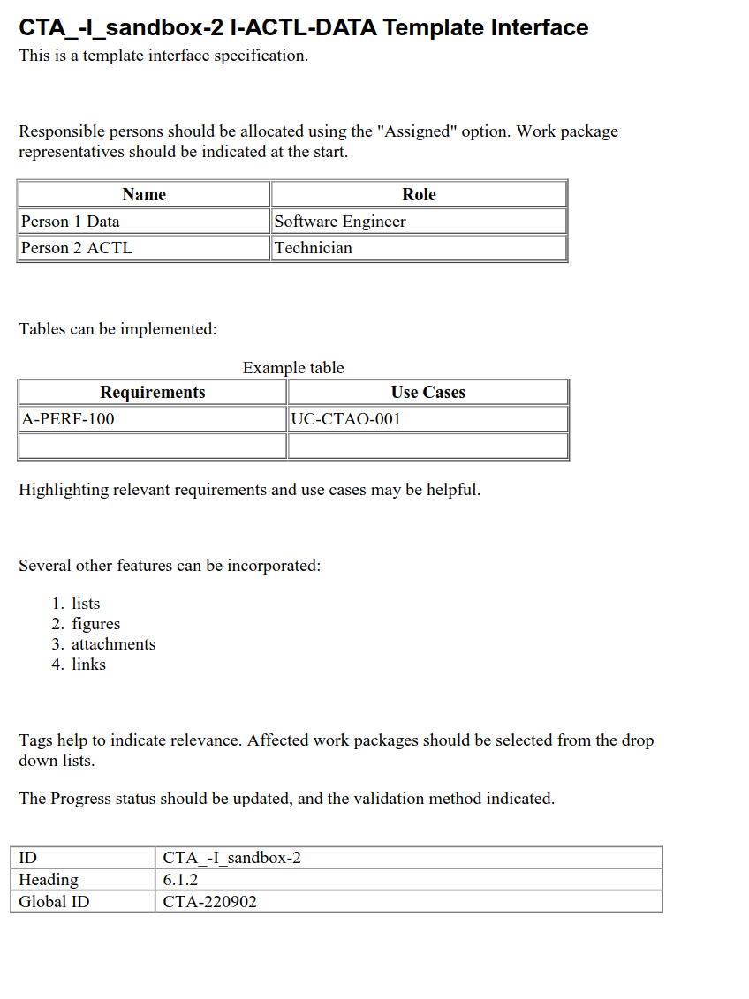 CTA_-I_sandbox-2 I-ACTL-DATA Template Interface
This is a template interface specification.
Responsible persons should be allocated using the "Assigned" option. Work package
representatives should be indicated at the start.
Name Role
Person 1 Data Software Engineer
Person 2 ACTL Technician
Tables can be implemented:
Example table
Requirements Use Cases
A-PERF-100 UC-CTAO-001
Highlighting relevant requirements and use cases may be helpful.
Several other features can be incorporated:
1. lists
2. figures
3. attachments
4. links
Tags help to indicate relevance. Affected work packages should be selected from the drop
down lists.
The Progress status should be updated, and the validation method indicated.
ID CTA_-I_sandbox-2
Heading 6.1.2
Global ID CTA-220902